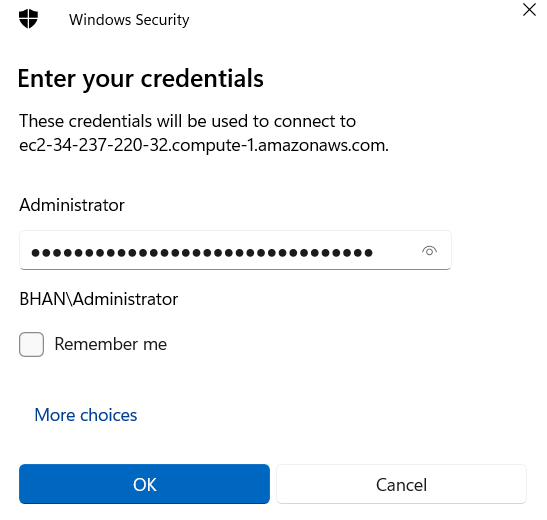 Windows Security
Enter your credentials
These credentials will be used to connect to
ec2-34-237-220-32.compute-1.amazonaws.com.
Administrator
••••••••••••••••••••••••••••••••
BHAN\Administrator
Remember me
More choices
OK
Cancel